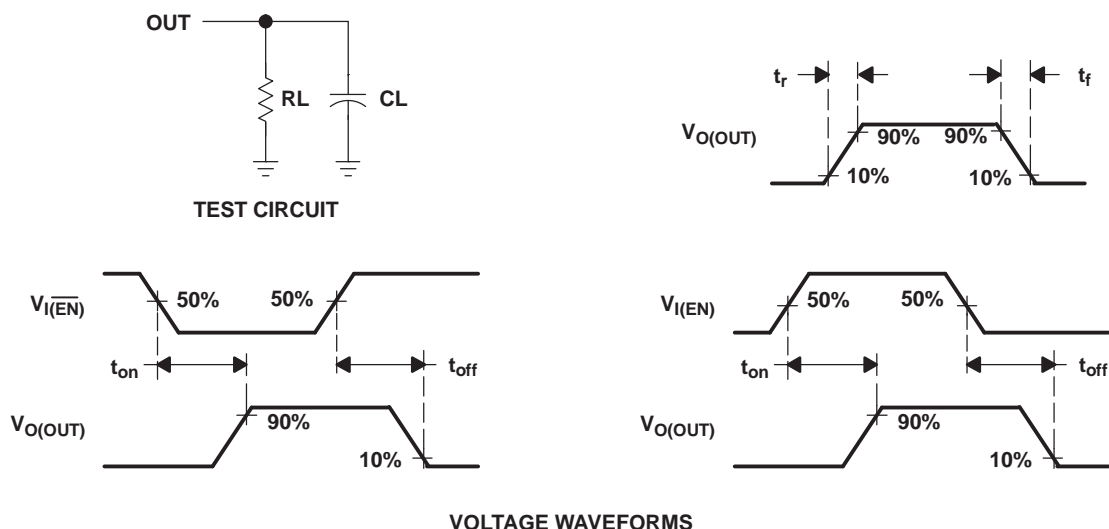 OUT
RL
CL
TEST CIRCUIT
tr
tf
VO(OUT)
90%
90%
10%
10%
VI(E̅N̅)
50%
50%
ton
toff
VO(OUT)
90%
10%
VI(EN)
50%
50%
ton
toff
VO(OUT)
90%
10%
VOLTAGE WAVEFORMS